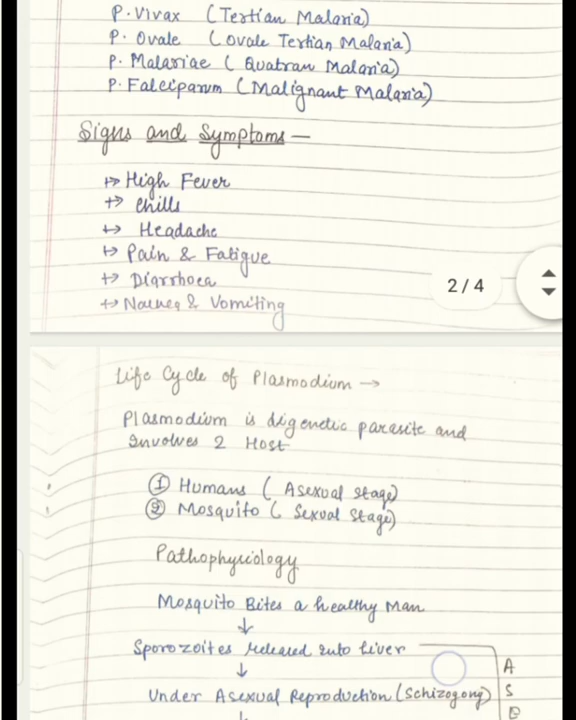 P. Vivax (Tertian Malaria)
P. Ovale (Ovale Tertian Malaria)
P. Malariae ( Quatran Malaria)
P. Falciparum (Malignant Malaria)
Signs and Symptoms —
↦ High Fever
↦ Chills
↦ Headache
↦ Pain & Fatigue
↦ Diarrhoea
↦ Nausea & Vomiting
2 / 4
Life Cycle of Plasmodium →
Plasmodium is digenetic parasite and
Involves 2 Host
① Humans ( Asexual Stage)
② Mosquito ( Sexual Stage)
Pathophysiology
Mosquito Bites a healthy Man
↓
Sporozoites released into Liver
↓
A
Under Asexual Reproduction (Schizogony)
S